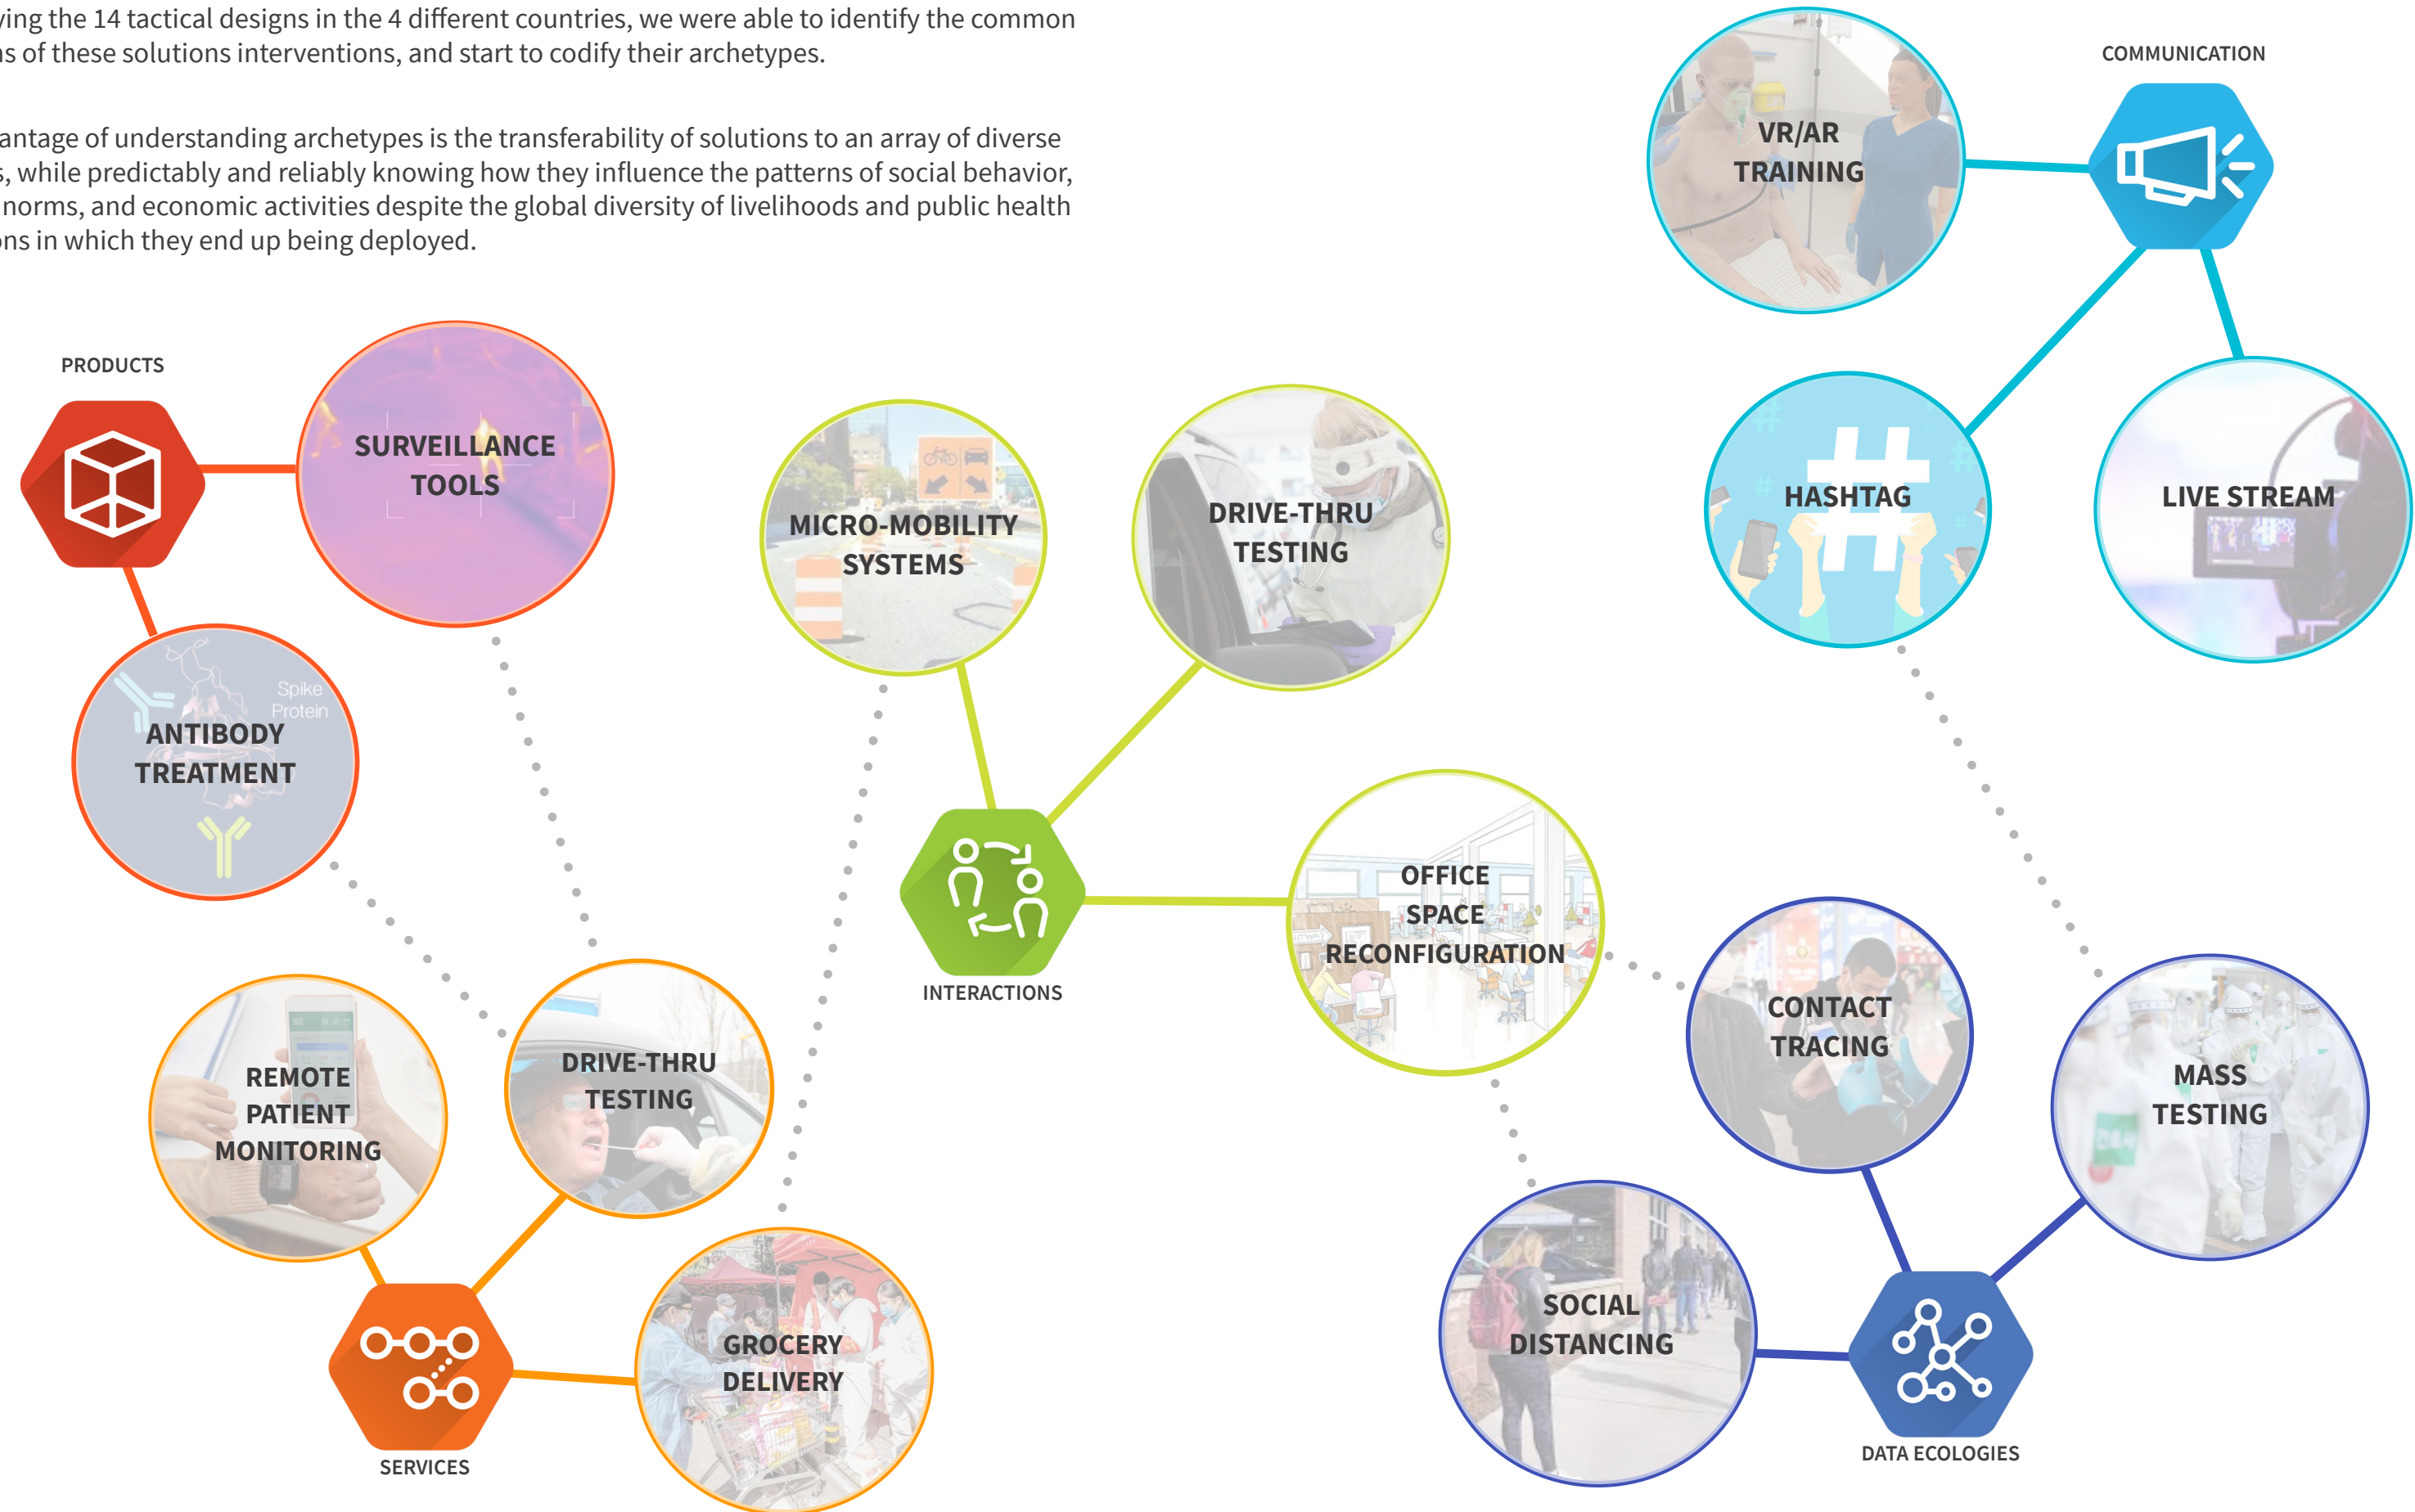 ying the 14 tactical designs in the 4 different countries, we were able to identify the common
ns of these solutions interventions, and start to codify their archetypes.
antage of understanding archetypes is the transferability of solutions to an array of diverse
s, while predictably and reliably knowing how they influence the patterns of social behavior,
norms, and economic activities despite the global diversity of livelihoods and public health
ons in which they end up being deployed.
COMMUNICATION
VR/AR
TRAINING
HASHTAG
LIVE STREAM
PRODUCTS
SURVEILLANCE
TOOLS
Spike
Protein
ANTIBODY
TREATMENT
MICRO-MOBILITY
SYSTEMS
DRIVE-THRU
TESTING
OFFICE
SPACE
RECONFIGURATION
INTERACTIONS
REMOTE
PATIENT
MONITORING
DRIVE-THRU
TESTING
GROCERY
DELIVERY
SERVICES
CONTACT
TRACING
MASS
TESTING
SOCIAL
DISTANCING
DATA ECOLOGIES